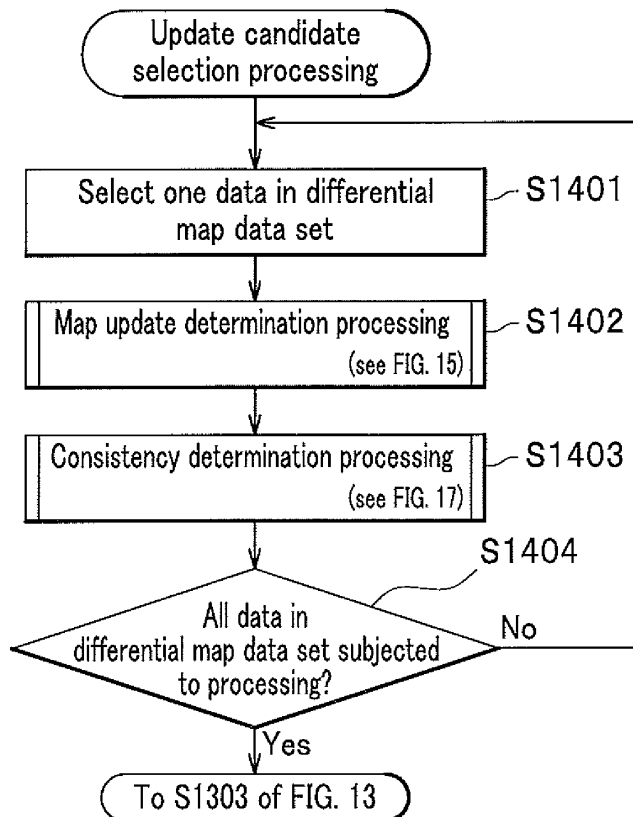 Update candidate
selection processing
Select one data in differential
map data set
S1401
Map update determination processing
(see FIG. 15)
S1402
Consistency determination processing
(see FIG. 17)
S1403
S1404
All data in
differential map data set subjected
to processing?
No
Yes
To S1303 of FIG. 13